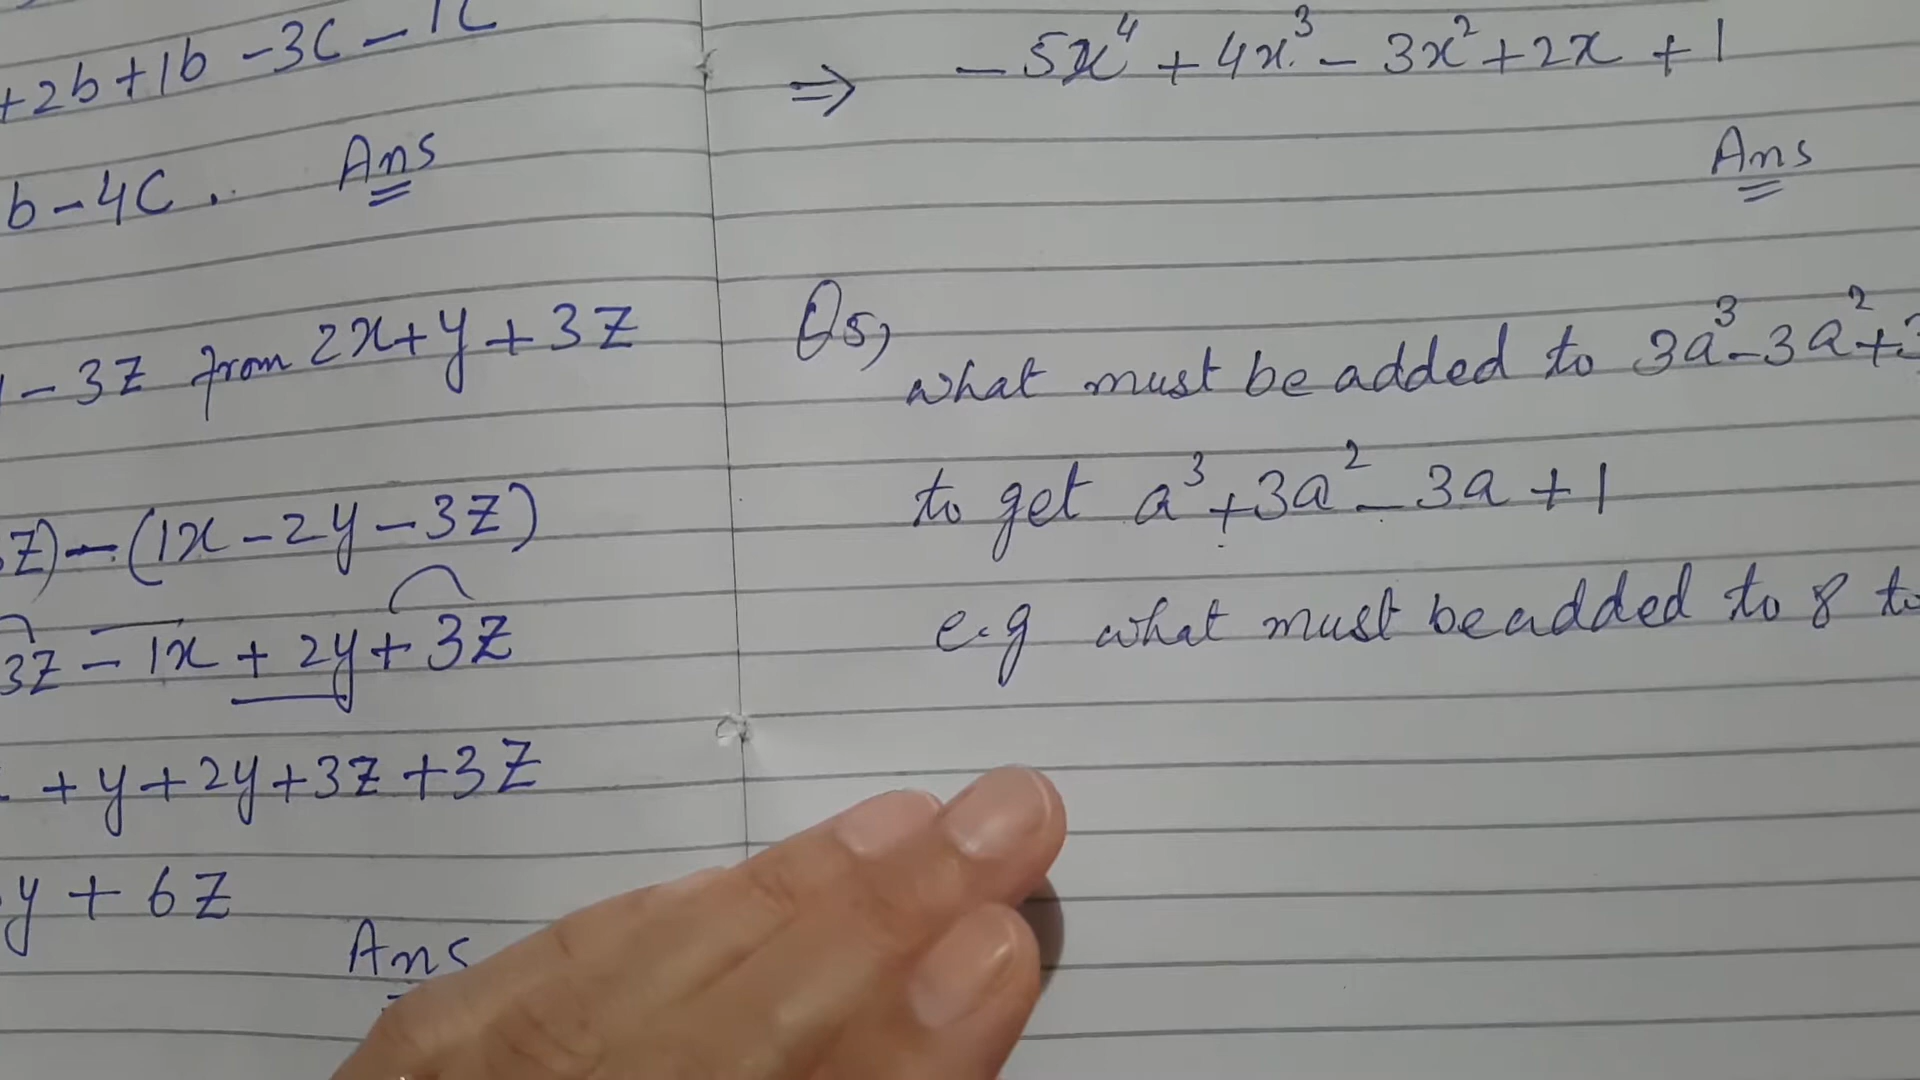 +2b+1b-3c-1c
b-4c. Ans
-3z from 2x+y+3z
z)-(1x-2y-3z)
3z-1x+2y+3z
+y+2y+3z+3z
y+6z
Ans
⇒ -5x⁴+4x³-3x²+2x+1
Ans
Q5,
what must be added to 3a³-3a²+3
to get a³+3a²-3a+1
e.g what must be added to 8 to